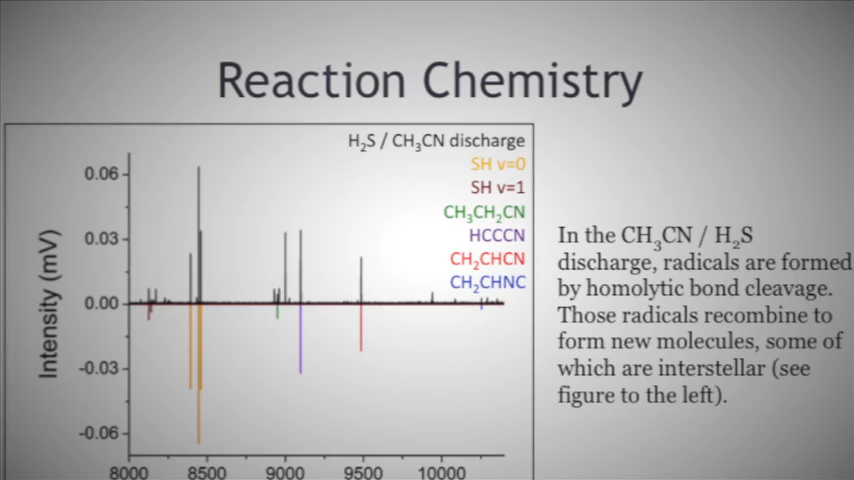 Reaction Chemistry
H₂S / CH₃CN discharge
SH v=0
SH v=1
CH₃CH₂CN
HCCCN
CH₂CHCN
CH₂CHNC
0.06
0.03
0.00
-0.03
-0.06
Intensity (mV)
8000 8500 9000 9500 10000
In the CH₃CN / H₂S
discharge, radicals are formed
by homolytic bond cleavage.
Those radicals recombine to
form new molecules, some of
which are interstellar (see
figure to the left).